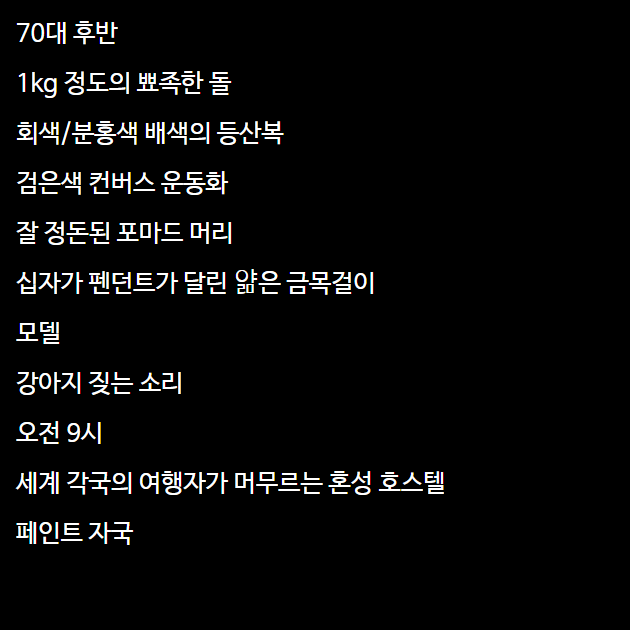 70대 후반
1kg 정도의 뾰족한 돌
회색/분홍색 배색의 등산복
검은색 컨버스 운동화
잘 정돈된 포마드 머리
십자가 펜던트가 달린 얆은 금목걸이
모델
강아지 짖는 소리
오전 9시
세계 각국의 여행자가 머무르는 혼성 호스텔
페인트 자국